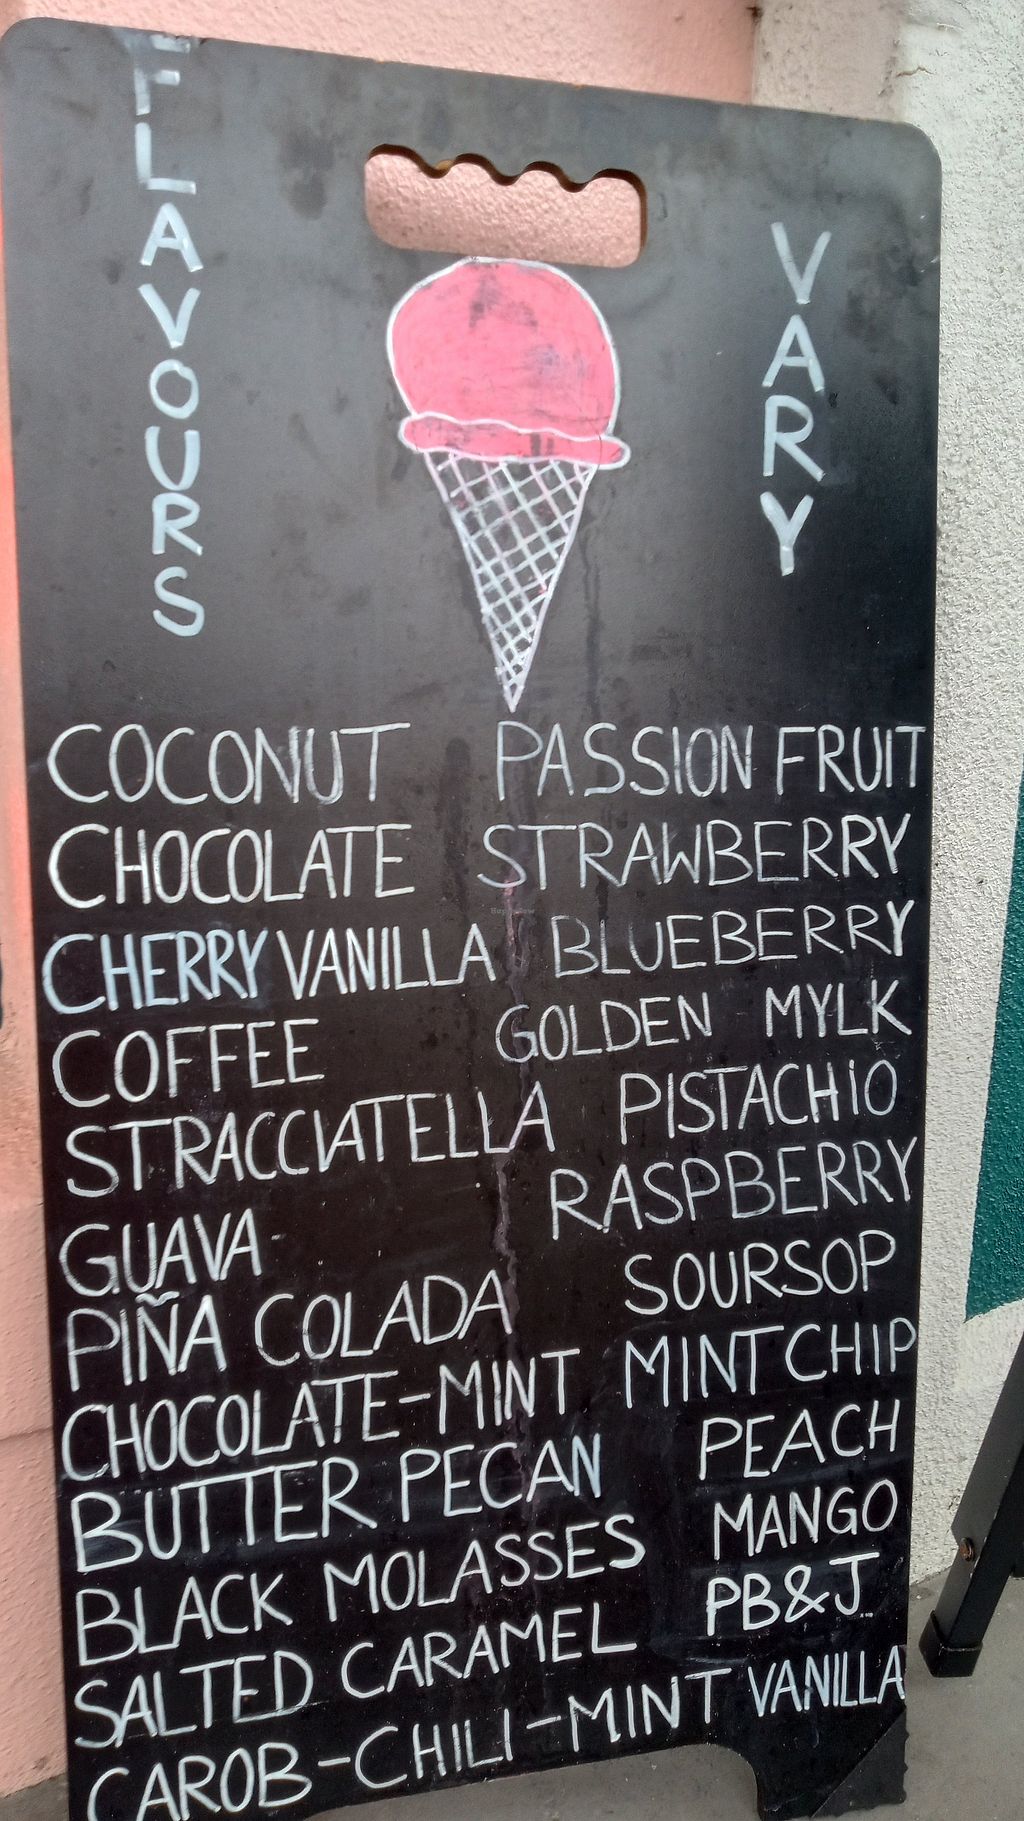 FLAVOURS
VARY
COCONUT PASSION FRUIT
CHOCOLATE STRAWBERRY
CHERRY VANILLA BLUEBERRY
COFFEE GOLDEN MYLK
STRACCIATELLA PISTACHIO
GUAVA RASPBERRY
PIÑA COLADA SOURSOP
CHOCOLATE-MINT MINT CHIP
BUTTER PECAN PEACH
BLACK MOLASSES MANGO
SALTED CARAMEL PB&J
CAROB-CHILI-MINT VANILLA